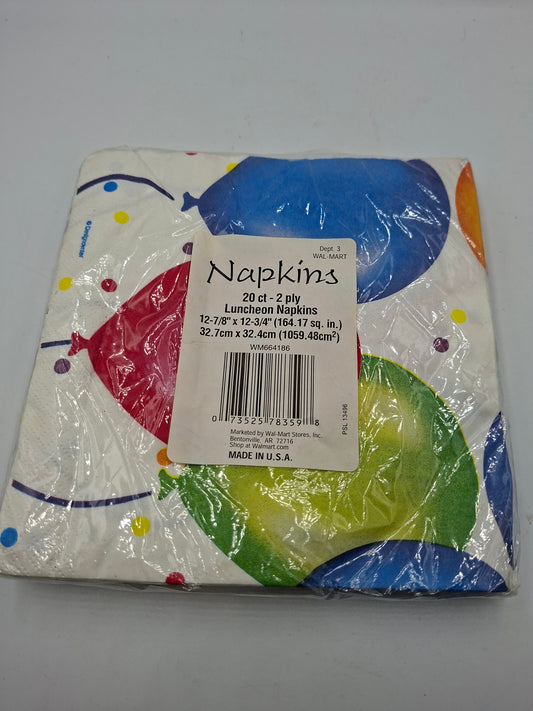 Dept. 3
WAL-MART
Napkins
20 ct - 2 ply
Luncheon Napkins
12-7/8" x 12-3/4" (164.17 sq. in.)
32.7cm x 32.4cm (1059.48cm²)
WM664186
0 73525 78359 8
PSL 13496
Marketed by Wal-Mart Stores, Inc.
Bentonville, AR 72716
Shop at Walmart.com
MADE IN U.S.A.
© Designware